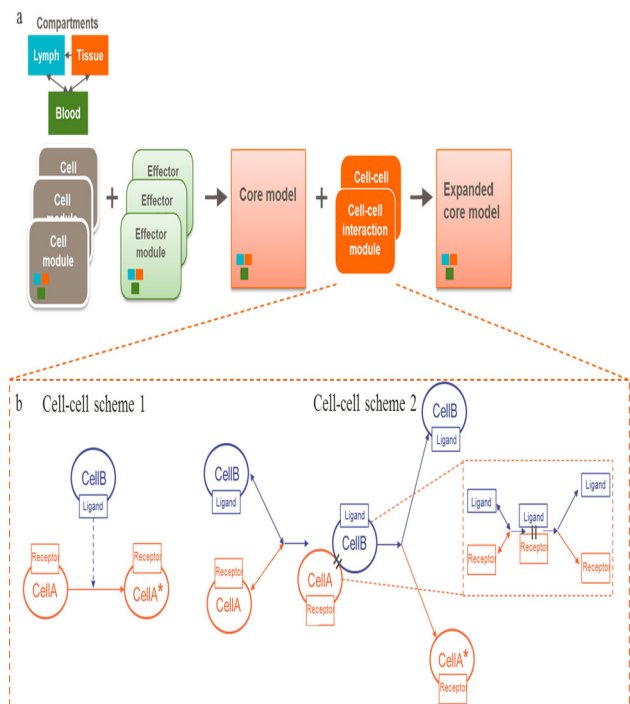 a
Compartments
Lymph
Tissue
Blood
Cell
Cell
module
Cell
module
+
Effector
Effector
Effector
module
Core model
+
Cell-cell
Cell-cell
interaction
module
Expanded
core model
b
Cell-cell scheme 1
Cell-cell scheme 2
CellB
Ligand
Receptor
CellA
Receptor
CellA*
CellB
Ligand
Receptor
CellA
Ligand
CellB
CellA
Receptor
CellB
Ligand
CellA*
Receptor
Ligand
Receptor
Ligand
Receptor
Ligand
Receptor